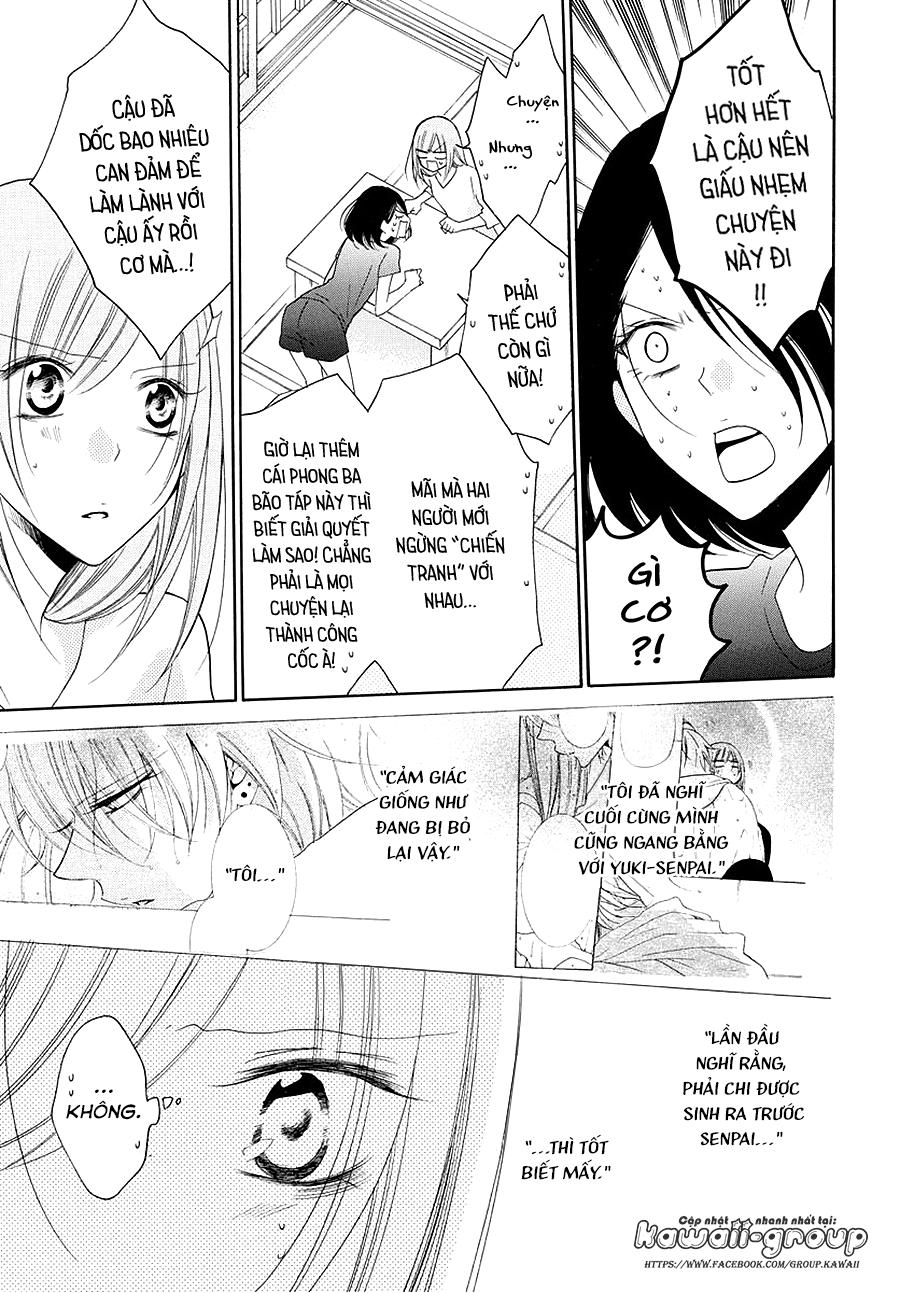 TỐT
HƠN HẾT
LÀ CẬU NÊN
GIẤU NHẸM
CHUYỆN
NÀY ĐI
!!
GÌ
CƠ
?!
Chuyện
...
Nhưng
...
PHẢI
THẾ CHỨ
CÒN GÌ
NỮA!
MÃI MÀ HAI
NGƯỜI MỚI
NGỪNG “CHIẾN
TRANH” VỚI
NHAU...
GIỜ LẠI THÊM
CÁI PHONG BA
BÃO TÁP NÀY THÌ
BIẾT GIẢI QUYẾT
LÀM SAO! CHẲNG
PHẢI LÀ MỌI
CHUYỆN LẠI
THÀNH CÔNG
CỐC À!
CẬU ĐÃ
DỐC BAO NHIÊU
CAN ĐẢM ĐỂ
LÀM LÀNH VỚI
CẬU ẤY RỒI
CƠ MÀ...!
"TÔI ĐÃ NGHĨ
CUỐI CÙNG MÌNH
CŨNG NGANG BẰNG
VỚI YUKI-SENPAI."
"CẢM GIÁC
GIỐNG NHƯ
ĐANG BỊ BỎ
LẠI VẬY."
"TÔI..."
"LẦN ĐẦU
NGHĨ RẰNG,
PHẢI CHI ĐƯỢC
SINH RA TRƯỚC
SENPAI..."
"...THÌ TỐT
BIẾT MẤY."
...
KHÔNG.
Cập nhật nhanh nhất tại:
kawaii-group
HTTPS://WWW.FACEBOOK.COM/GROUP.KAWAII